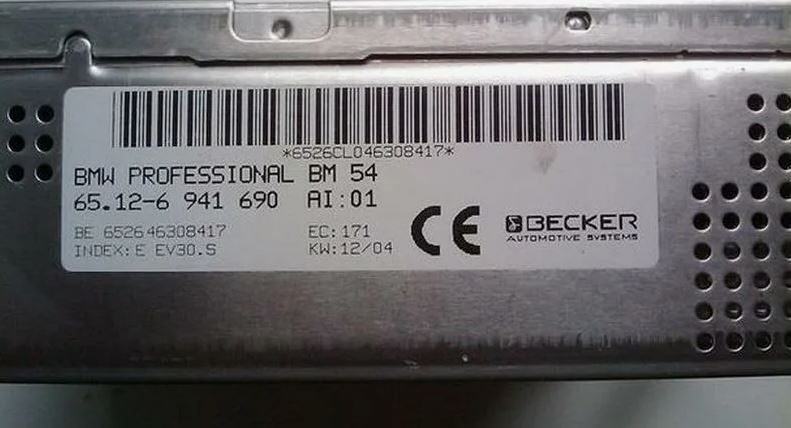 *6526CL046308417*
BMW PROFESSIONAL BM 54
65.12-6 941 690 AI:01
BE 652646308417 EC:171
INDEX:E EV30.S KW:12/04
CE
BECKER
AUTOMOTIVE SYSTEMS